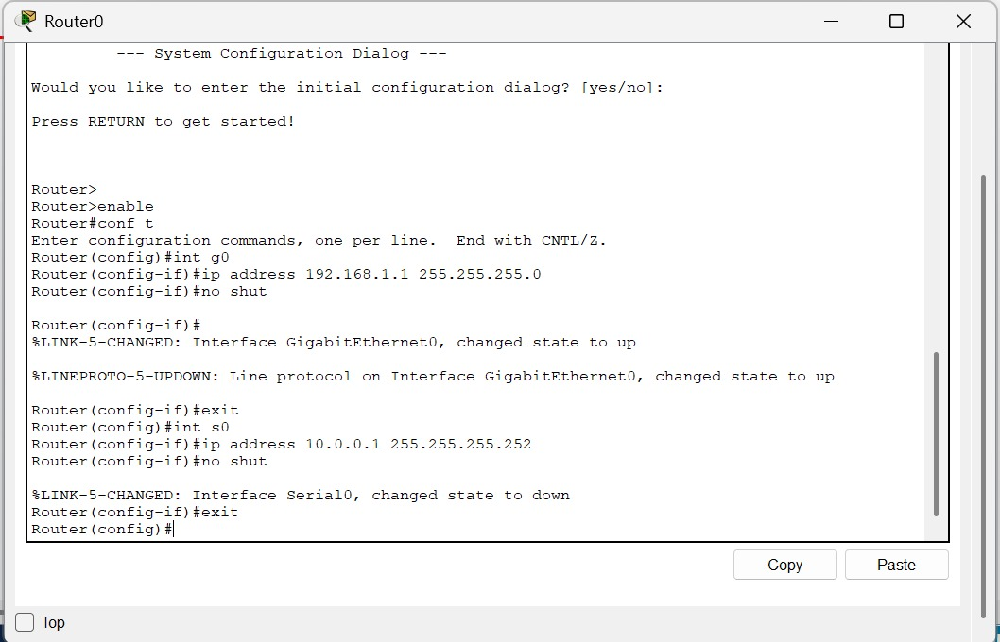 Router0
--- System Configuration Dialog ---
Would you like to enter the initial configuration dialog? [yes/no]:
Press RETURN to get started!
Router>
Router>enable
Router#conf t
Enter configuration commands, one per line.  End with CNTL/Z.
Router(config)#int g0
Router(config-if)#ip address 192.168.1.1 255.255.255.0
Router(config-if)#no shut
Router(config-if)#
%LINK-5-CHANGED: Interface GigabitEthernet0, changed state to up
%LINEPROTO-5-UPDOWN: Line protocol on Interface GigabitEthernet0, changed state to up
Router(config-if)#exit
Router(config)#int s0
Router(config-if)#ip address 10.0.0.1 255.255.255.252
Router(config-if)#no shut
%LINK-5-CHANGED: Interface Serial0, changed state to down
Router(config-if)#exit
Router(config)#
Copy
Paste
Top